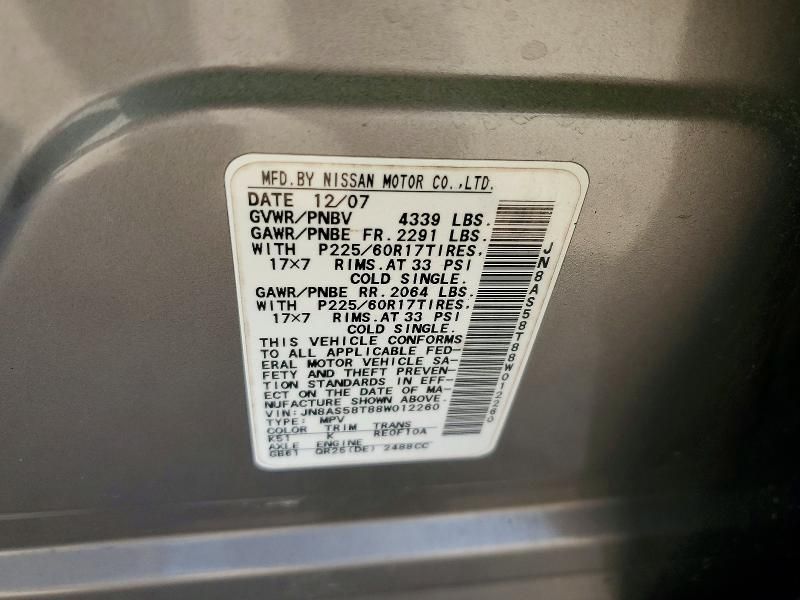 MFD.BY NISSAN MOTOR CO.,LTD.
DATE 12/07
GVWR/PNBV 4339 LBS.
GAWR/PNBE FR.2291 LBS.
WITH P225/60R17TIRES,
17×7 RIMS.AT 33 PSI
COLD SINGLE.
GAWR/PNBE RR.2064 LBS.
WITH P225/60R17TIRES,
17×7 RIMS.AT 33 PSI
COLD SINGLE.
THIS VEHICLE CONFORMS
TO ALL APPLICABLE FED-
ERAL MOTOR VEHICLE SA-
FETY AND THEFT PREVEN-
TION STANDARDS IN EFF-
ECT ON THE DATE OF MA-
NUFACTURE SHOWN ABOVE.
VIN: JN8AS58T88W012260
TYPE: MPV
COLOR TRIM TRANS
K51 K RE0F10A
AXLE ENGINE
GB61 QR25(DE) 2488CC
JN8AS58T88W012260